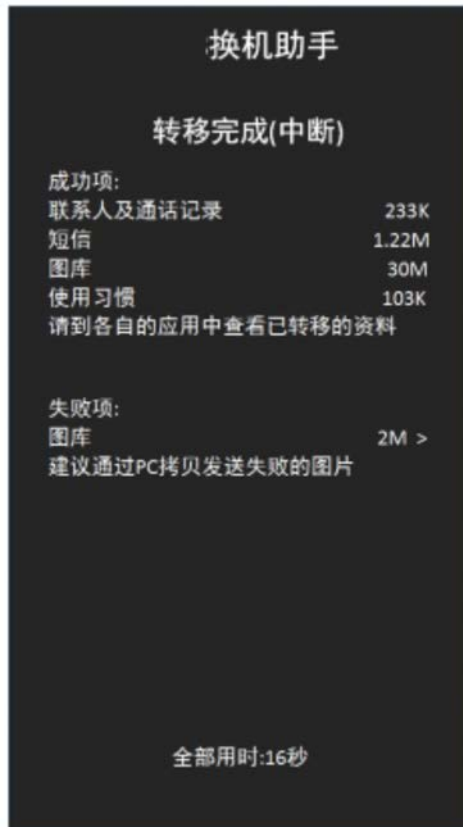 换机助手
转移完成(中断)
成功项:
联系人及通话记录 233K
短信 1.22M
图库 30M
使用习惯 103K
请到各自的应用中查看已转移的资料
失败项:
图库 2M >
建议通过PC拷贝发送失败的图片
全部用时:16秒